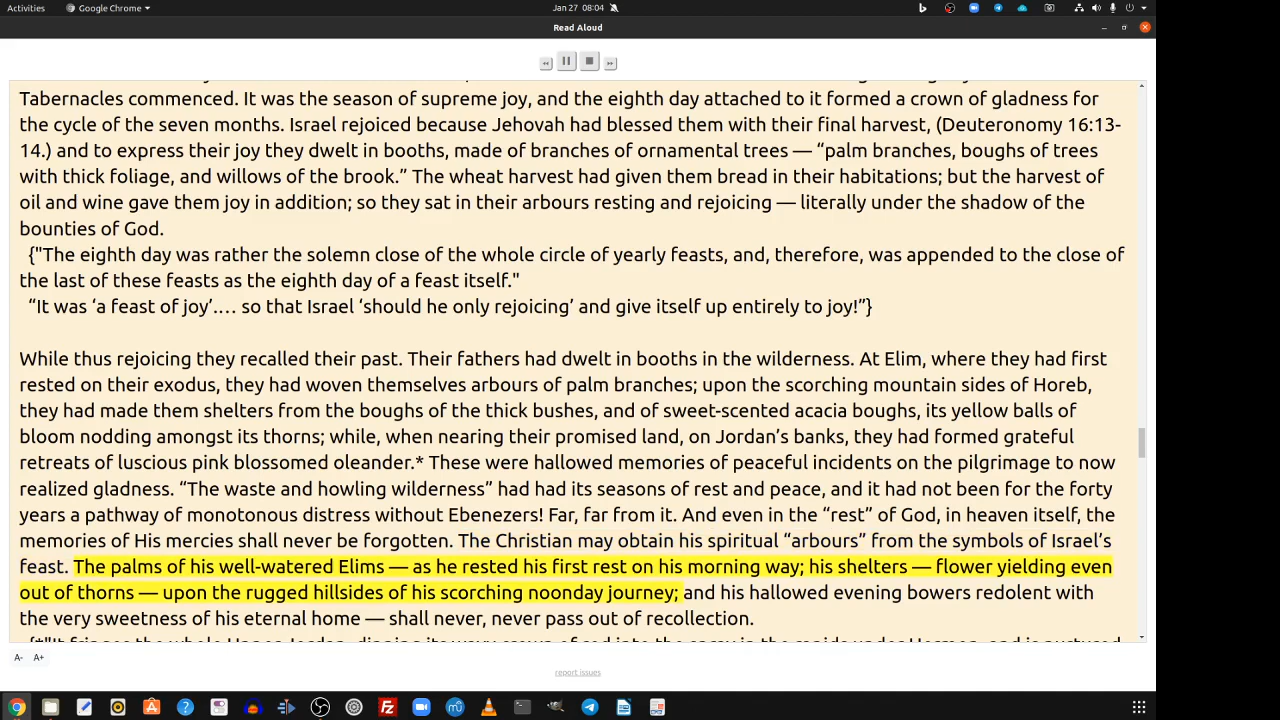 Activities
Google Chrome
Jan 27 08:04
Read Aloud
Tabernacles commenced. It was the season of supreme joy, and the eighth day attached to it formed a crown of gladness for
the cycle of the seven months. Israel rejoiced because Jehovah had blessed them with their final harvest, (Deuteronomy 16:13-
14.) and to express their joy they dwelt in booths, made of branches of ornamental trees — “palm branches, boughs of trees
with thick foliage, and willows of the brook.” The wheat harvest had given them bread in their habitations; but the harvest of
oil and wine gave them joy in addition; so they sat in their arbours resting and rejoicing — literally under the shadow of the
bounties of God.
{"The eighth day was rather the solemn close of the whole circle of yearly feasts, and, therefore, was appended to the close of
the last of these feasts as the eighth day of a feast itself."
“It was ‘a feast of joy’.… so that Israel ‘should he only rejoicing’ and give itself up entirely to joy!”}
While thus rejoicing they recalled their past. Their fathers had dwelt in booths in the wilderness. At Elim, where they had first
rested on their exodus, they had woven themselves arbours of palm branches; upon the scorching mountain sides of Horeb,
they had made them shelters from the boughs of the thick bushes, and of sweet-scented acacia boughs, its yellow balls of
bloom nodding amongst its thorns; while, when nearing their promised land, on Jordan’s banks, they had formed grateful
retreats of luscious pink blossomed oleander.* These were hallowed memories of peaceful incidents on the pilgrimage to now
realized gladness. “The waste and howling wilderness” had had its seasons of rest and peace, and it had not been for the forty
years a pathway of monotonous distress without Ebenezers! Far, far from it. And even in the “rest” of God, in heaven itself, the
memories of His mercies shall never be forgotten. The Christian may obtain his spiritual “arbours” from the symbols of Israel’s
feast. The palms of his well-watered Elims — as he rested his first rest on his morning way; his shelters — flower yielding even
out of thorns — upon the rugged hillsides of his scorching noonday journey; and his hallowed evening bowers redolent with
the very sweetness of his eternal home — shall never, never pass out of recollection.
A- A+
report issues